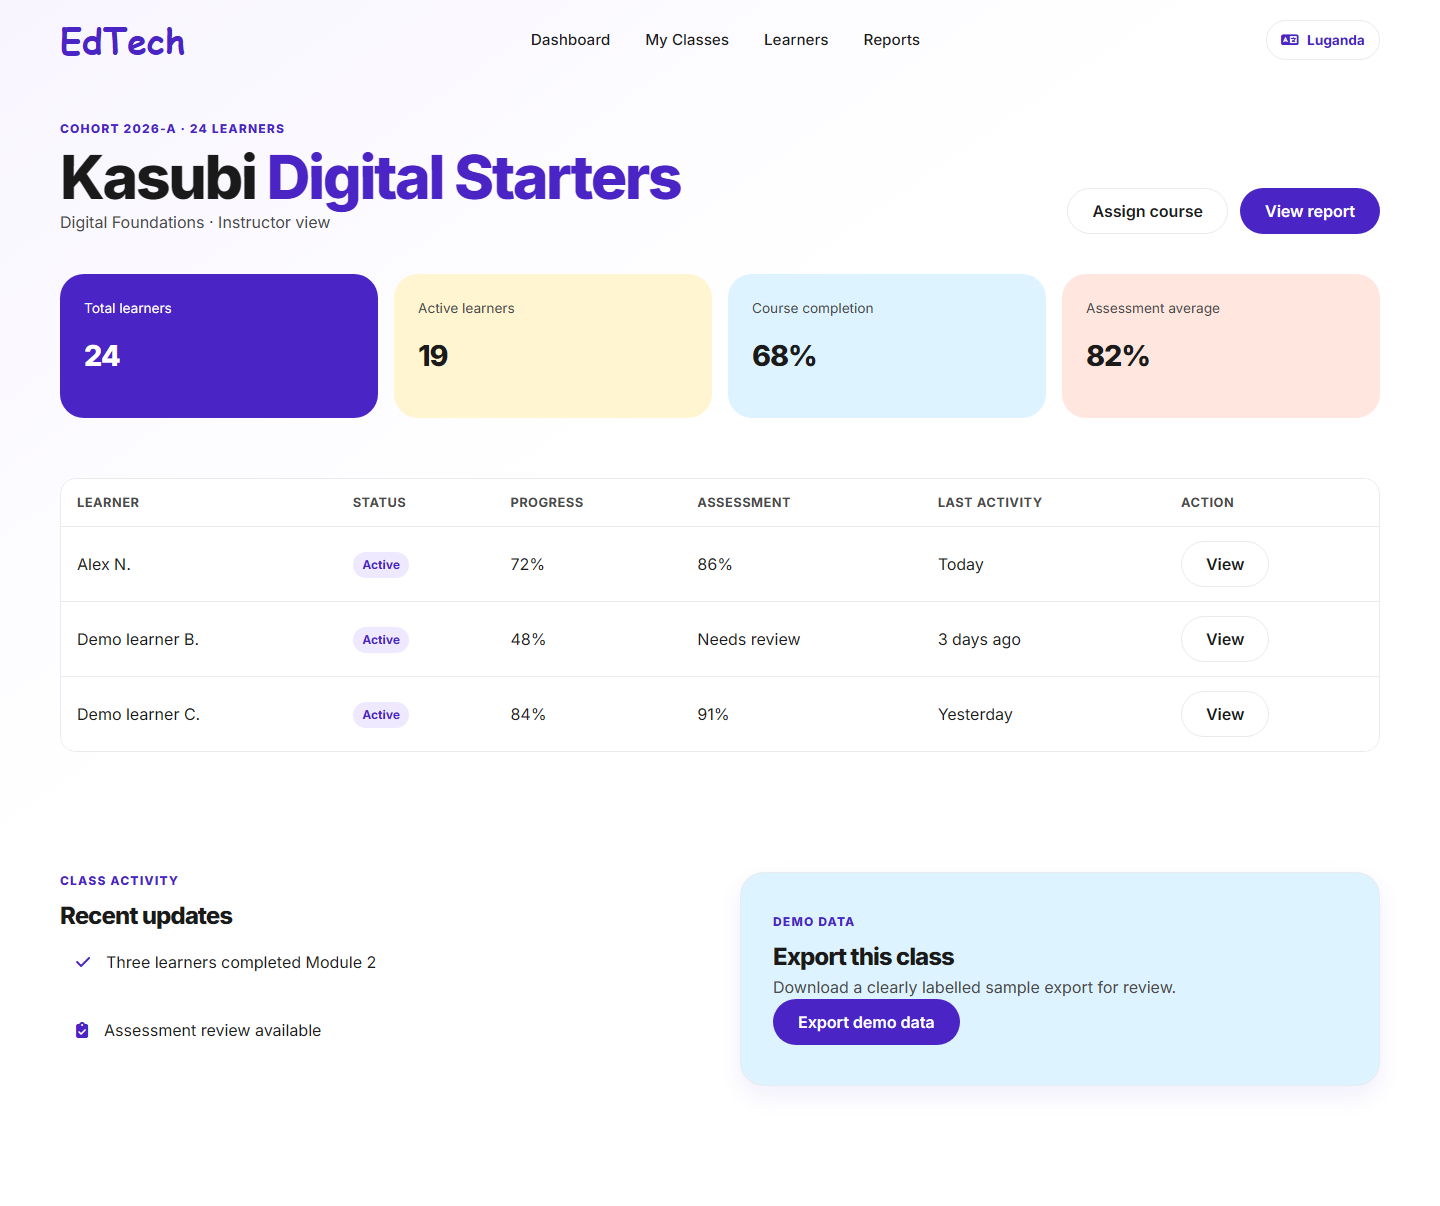 EdTech
Dashboard My Classes Learners Reports
Luganda
COHORT 2026-A · 24 LEARNERS
Kasubi Digital Starters
Digital Foundations · Instructor view
Assign course View report
Total learners
24
Active learners
19
Course completion
68%
Assessment average
82%
LEARNER STATUS PROGRESS ASSESSMENT LAST ACTIVITY ACTION
Alex N. Active 72% 86% Today View
Demo learner B. Active 48% Needs review 3 days ago View
Demo learner C. Active 84% 91% Yesterday View
CLASS ACTIVITY
Recent updates
Three learners completed Module 2
Assessment review available
DEMO DATA
Export this class
Download a clearly labelled sample export for review.
Export demo data